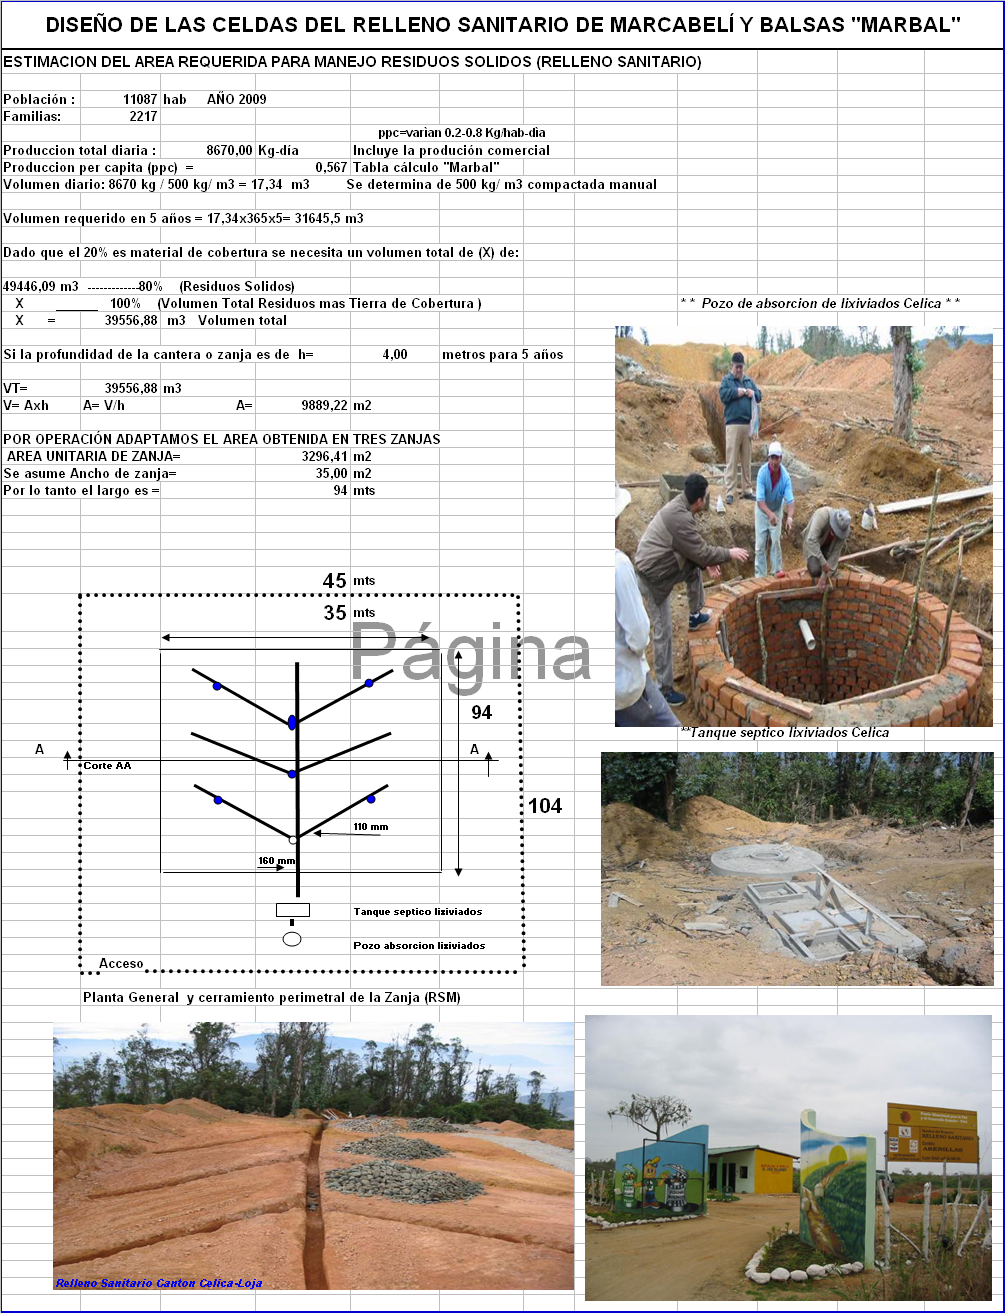 DISEÑO DE LAS CELDAS DEL RELLENO SANITARIO DE MARCABELÍ Y BALSAS "MARBAL"
ESTIMACION DEL AREA REQUERIDA PARA MANEJO RESIDUOS SOLIDOS (RELLENO SANITARIO)
Población : 11087 hab AÑO 2009
Familias: 2217
ppc=varian 0.2-0.8 Kg/hab-dia
Produccion total diaria : 8670,00 Kg-día Incluye la produción comercial
Produccion per capita (ppc) = 0,567 Tabla cálculo "Marbal"
Volumen diario: 8670 kg / 500 kg/ m3 = 17,34 m3 Se determina de 500 kg/ m3 compactada manual
Volumen requerido en 5 años = 17,34x365x5= 31645,5 m3
Dado que el 20% es material de cobertura se necesita un volumen total de (X) de:
49446,09 m3 -------------80% (Residuos Solidos)
X ______ 100% (Volumen Total Residuos mas Tierra de Cobertura )
X = 39556,88 m3 Volumen total
Si la profundidad de la cantera o zanja es de h= 4,00 metros para 5 años
VT= 39556,88 m3
V= Axh A= V/h A= 9889,22 m2
POR OPERACIÓN ADAPTAMOS EL AREA OBTENIDA EN TRES ZANJAS
AREA UNITARIA DE ZANJA= 3296,41 m2
Se asume Ancho de zanja= 35,00 m2
Por lo tanto el largo es = 94 mts
* * Pozo de absorcion de lixiviados Celica * *
**Tanque septico lixiviados Celica
45 mts
35 mts
Página
94
A A
Corte AA
104
110 mm
160 mm
Tanque septico lixiviados
Pozo absorcion lixiviados
Acceso
Planta General y cerramiento perimetral de la Zanja (RSM)
Relleno Sanitario Canton Celica-Loja
RELLENO SANITARIO
ARENILLAS